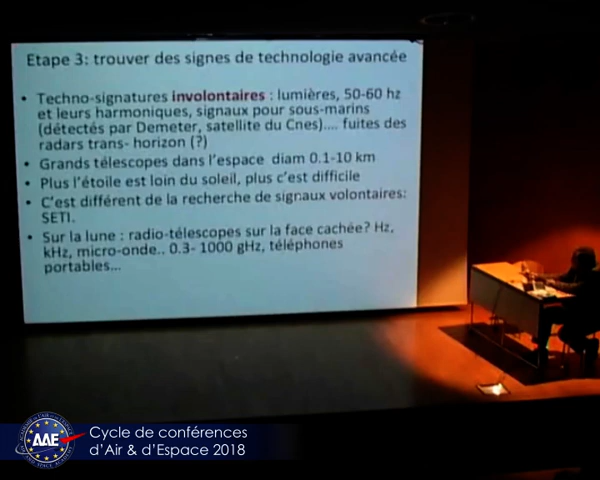 Etape 3: trouver des signes de technologie avancée
• Techno-signatures involontaires : lumières, 50-60 hz
et leurs harmoniques, signaux pour sous-marins
(détectés par Demeter, satellite du Cnes).... fuites des
radars trans- horizon (?)
• Grands télescopes dans l'espace diam 0.1-10 km
• Plus l'étoile est loin du soleil, plus c'est difficile
• C'est différent de la recherche de signaux volontaires:
SETI.
• Sur la lune : radio-télescopes sur la face cachée? Hz,
kHz, micro-onde.. 0.3- 1000 gHz, téléphones
portables...
AAE
Cycle de conférences
d'Air & d'Espace 2018